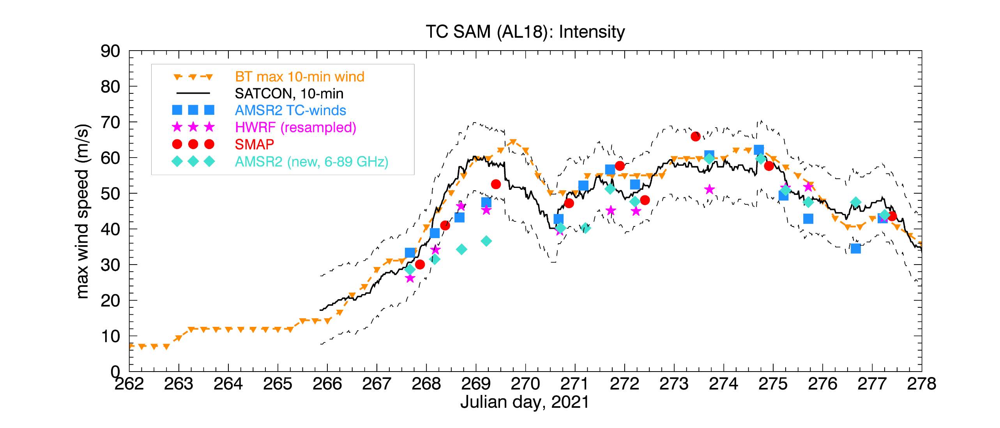 TC SAM (AL18): Intensity
90
80
70
60
50
40
30
20
10
0
max wind speed (m/s)
BT max 10-min wind
SATCON, 10-min
AMSR2 TC-winds
HWRF (resampled)
SMAP
AMSR2 (new, 6-89 GHz)
262 263 264 265 266 267 268 269 270 271 272 273 274 275 276 277 278
Julian day, 2021